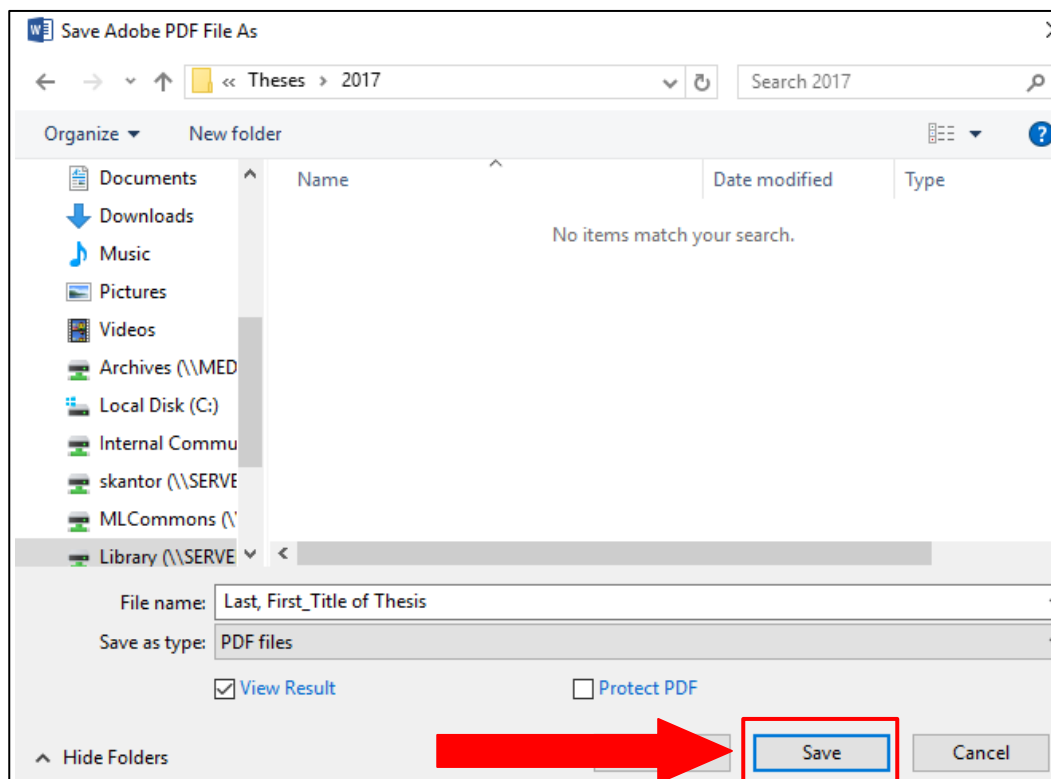 Save Adobe PDF File As
« Theses › 2017
Search 2017
Organize
New folder
?
Name
Date modified
Type
No items match your search.
Documents
Downloads
Music
Pictures
Videos
Archives (\\MED
Local Disk (C:)
Internal Commu
skantor (\\SERVE
MLCommons (\
Library (\\SERVE
File name: Last, First_Title of Thesis
Save as type: PDF files
View Result
Protect PDF
Hide Folders
Save
Cancel